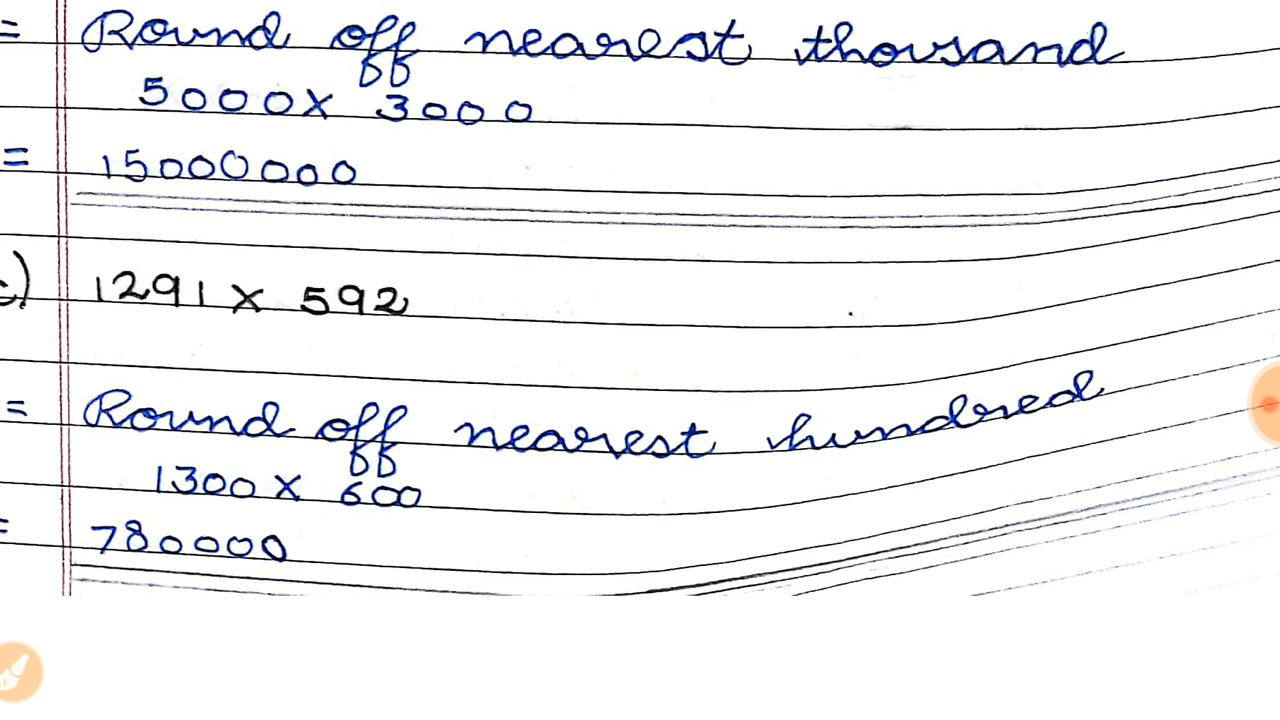 = Round off nearest thousand
5000 x 3000
= 15000000
c) 1291 x 592
= Round off nearest hundred
1300 x 600
= 780000